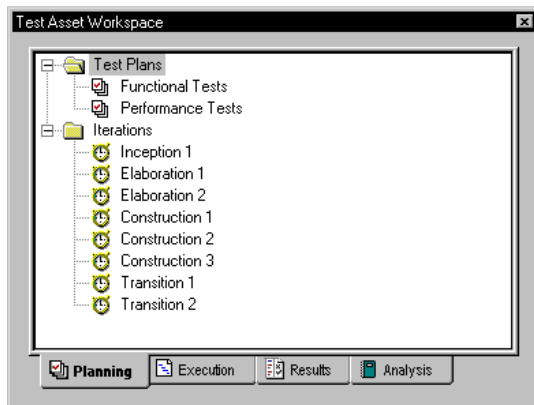 Test Asset Workspace
Test Plans
Functional Tests
Performance Tests
Iterations
Inception 1
Elaboration 1
Elaboration 2
Construction 1
Construction 2
Construction 3
Transition 1
Transition 2
Planning Execution Results Analysis